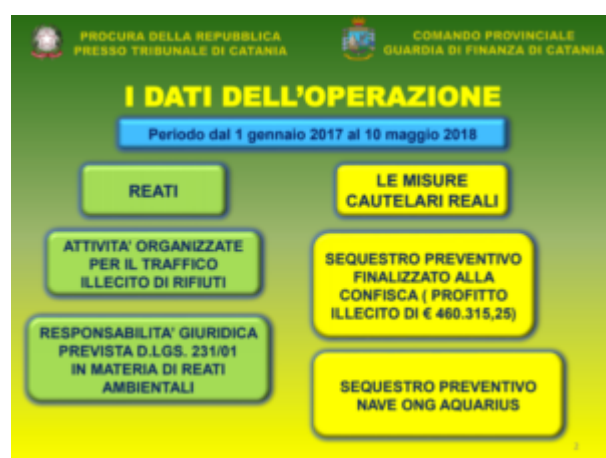 PROCURA DELLA REPUBBLICA
PRESSO TRIBUNALE DI CATANIA
COMANDO PROVINCIALE
GUARDIA DI FINANZA DI CATANIA
I DATI DELL'OPERAZIONE
Periodo dal 1 gennaio 2017 al 10 maggio 2018
REATI
ATTIVITA' ORGANIZZATE
PER IL TRAFFICO
ILLECITO DI RIFIUTI
RESPONSABILITA' GIURIDICA
PREVISTA D.LGS. 231/01
IN MATERIA DI REATI
AMBIENTALI
LE MISURE
CAUTELARI REALI
SEQUESTRO PREVENTIVO
FINALIZZATO ALLA
CONFISCA ( PROFITTO
ILLECITO DI € 460.315,25)
SEQUESTRO PREVENTIVO
NAVE ONG AQUARIUS
2